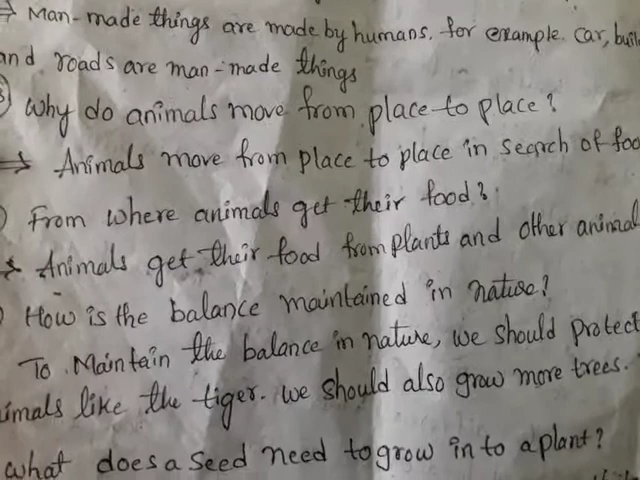 ⇒ Man-made things are made by humans. for example. car, buil
and roads are man-made things
Why do animals move from place to place?
⇒ Animals move from place to place in search of foo
) From where animals get their food?
⇒ Animals get their food from plants and other animal
) How is the balance maintained in nature?
To Maintain the balance in nature, we should protect
imals like the tiger. we should also grow more trees.
what does a seed need to grow in to a plant?